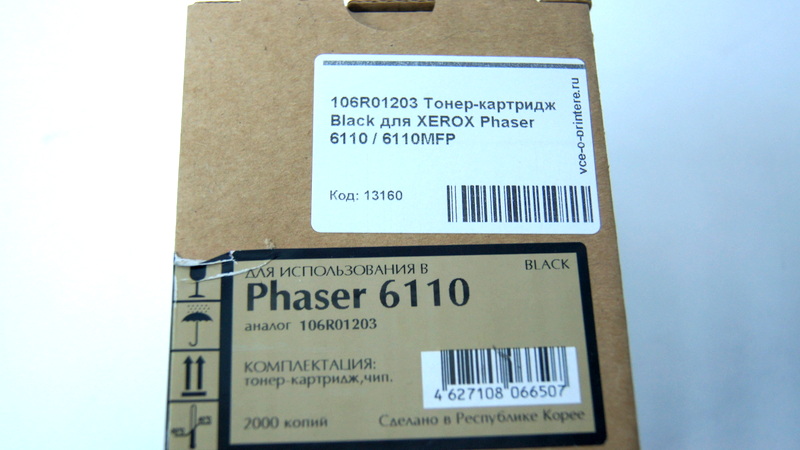 106R01203 Тонер-картридж
Black для XEROX Phaser
6110 / 6110MFP
vce-o-printere.ru
Код: 13160
ДЛЯ ИСПОЛЬЗОВАНИЯ В
BLACK
Phaser 6110
аналог 106R01203
КОМПЛЕКТАЦИЯ:
тонер-картридж,чип.
4 627108 066507
2000 копий
Сделано в Республике Корее